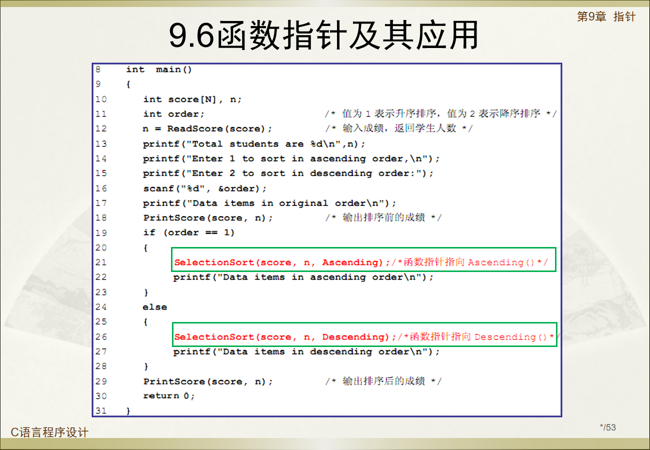 第9章 指针
9.6函数指针及其应用
8 int main()
9 {
10 int score[N], n;
11 int order; /* 值为 1 表示升序排序，值为 2 表示降序排序 */
12 n = ReadScore(score); /* 输入成绩，返回学生人数 */
13 printf("Total students are %d\n",n);
14 printf("Enter 1 to sort in ascending order,\n");
15 printf("Enter 2 to sort in descending order:");
16 scanf("%d", &order);
17 printf("Data items in original order\n");
18 PrintScore(score, n); /* 输出排序前的成绩 */
19 if (order == 1)
20 {
21 SelectionSort(score, n, Ascending);/*函数指针指向 Ascending()*/
22 printf("Data items in ascending order\n");
23 }
24 else
25 {
26 SelectionSort(score, n, Descending);/*函数指针指向 Descending()*/
27 printf("Data items in descending order\n");
28 }
29 PrintScore(score, n); /* 输出排序后的成绩 */
30 return 0;
31 }
C语言程序设计
*/53